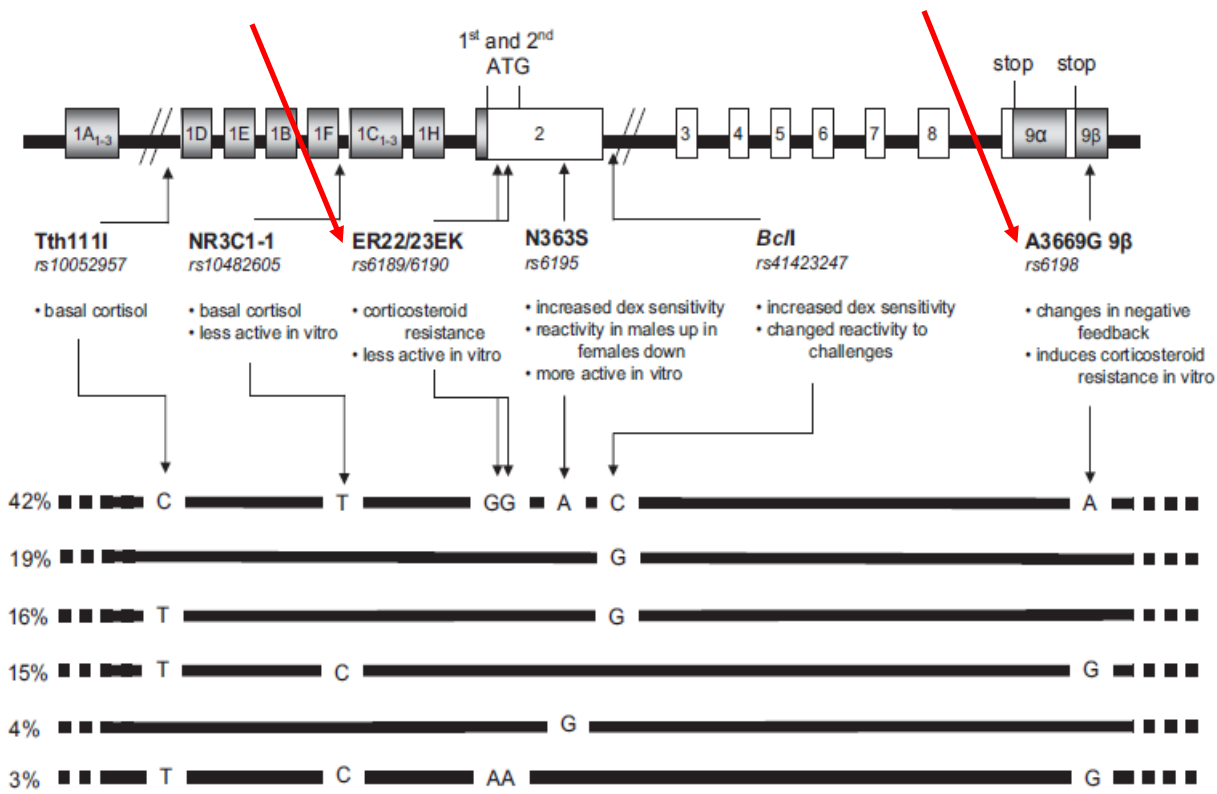 1st and 2nd
ATG
stop stop
1A1-3 1D 1E 1B 1F 1C1-3 1H 2 3 4 5 6 7 8 9α 9β
Tth111I NR3C1-1 ER22/23EK N363S BclI A3669G 9β
rs10052957 rs10482605 rs6189/6190 rs6195 rs41423247 rs6198
• basal cortisol
• basal cortisol
• less active in vitro
• corticosteroid
resistance
• less active in vitro
• increased dex sensitivity
• reactivity in males up in
females down
• more active in vitro
• increased dex sensitivity
• changed reactivity to
challenges
• changes in negative
feedback
• induces corticosteroid
resistance in vitro
42% C T GG A C A
19% G
16% T G
15% T C G
4% G
3% T C AA G